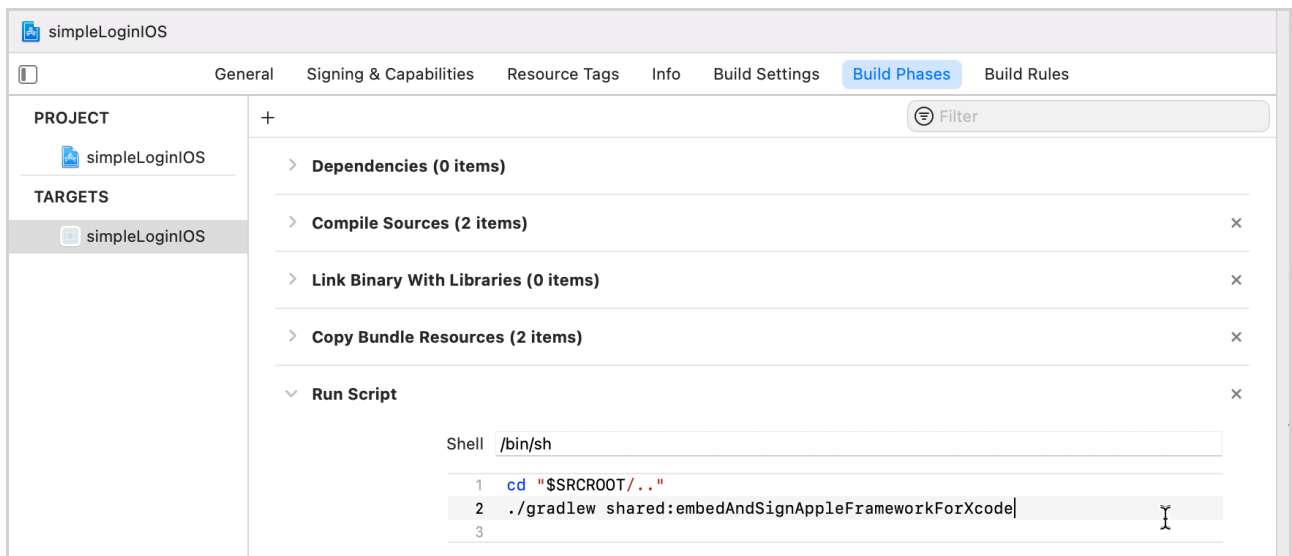 simpleLoginIOS
General Signing & Capabilities Resource Tags Info Build Settings Build Phases Build Rules
PROJECT
+
Filter
simpleLoginIOS
Dependencies (0 items)
TARGETS
Compile Sources (2 items)
simpleLoginIOS
Link Binary With Libraries (0 items)
Copy Bundle Resources (2 items)
Run Script
Shell /bin/sh
1 cd "$SRCROOT/.."
2 ./gradlew shared:embedAndSignAppleFrameworkForXcode
3